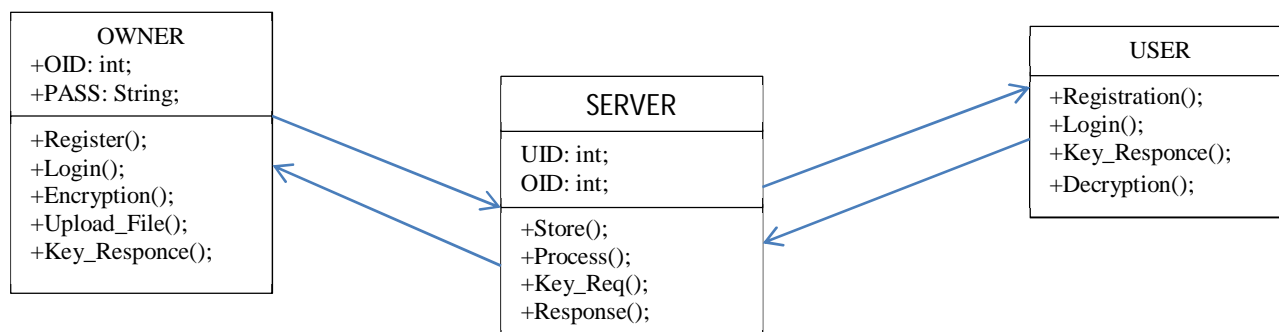 OWNER
+OID: int;
+PASS: String;
+Register();
+Login();
+Encryption();
+Upload_File();
+Key_Responce();
SERVER
UID: int;
OID: int;
+Store();
+Process();
+Key_Req();
+Response();
USER
+Registration();
+Login();
+Key_Responce();
+Decryption();